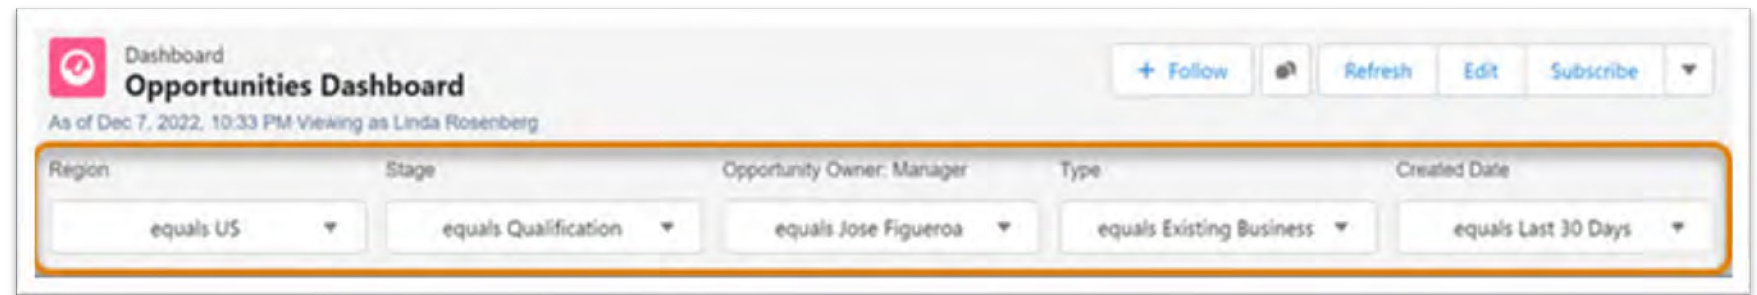 Dashboard
Opportunities Dashboard
As of Dec 7, 2022, 10:33 PM Viewing as Linda Rosenberg
+ Follow Refresh Edit Subscribe
Region Stage Opportunity Owner: Manager Type Created Date
equals US equals Qualification equals Jose Figueroa equals Existing Business equals Last 30 Days